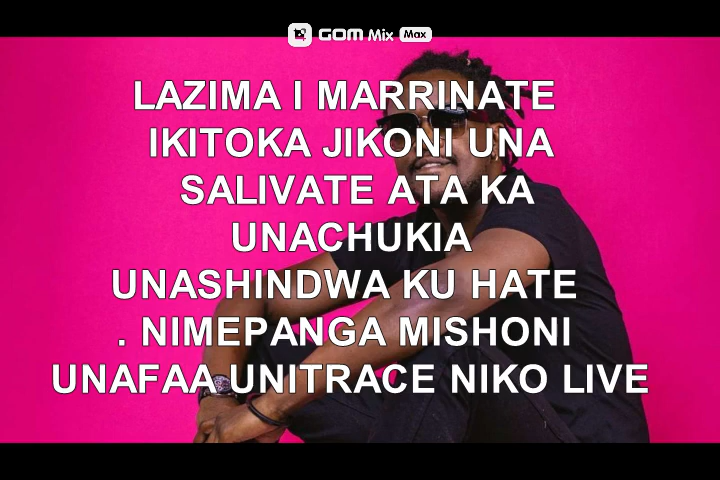 GOM Mix Max
LAZIMA I MARRINATE
IKITOKA JIKONI UNA
SALIVATE ATA KA
UNACHUKIA
UNASHINDWA KU HATE
. NIMEPANGA MISHONI
UNAFAA UNITRACE NIKO LIVE